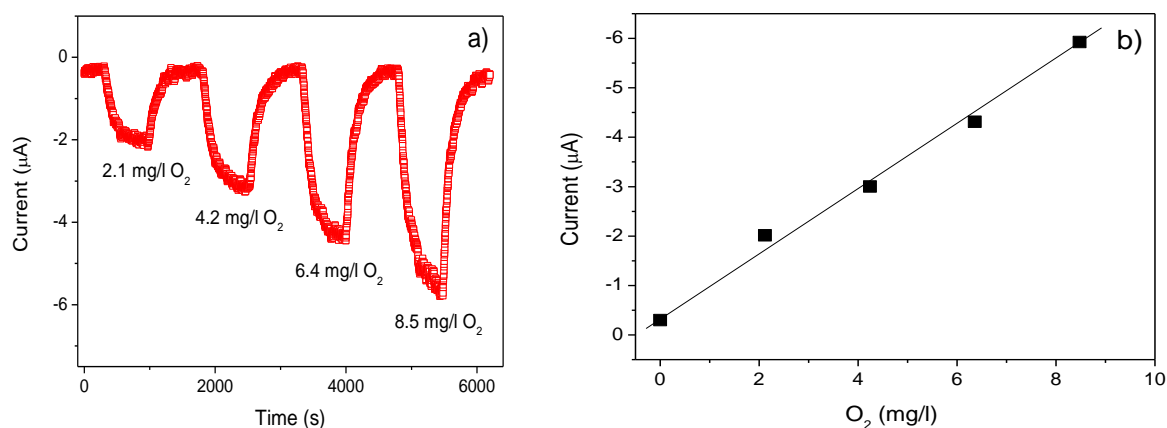 a)
0
-2
-4
-6
Current (μA)
2.1 mg/l O₂
4.2 mg/l O₂
6.4 mg/l O₂
8.5 mg/l O₂
0 2000 4000 6000
Time (s)
b)
-6
-5
-4
-3
-2
-1
0
Current (μA)
0 2 4 6 8 10
O₂ (mg/l)